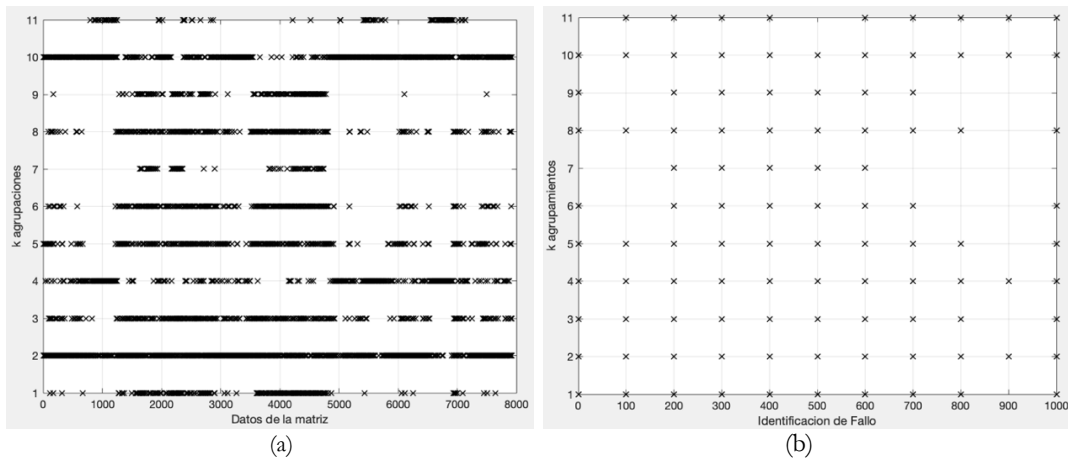 11
10
9
8
7
6
5
4
3
2
1
k agrupaciones
0 1000 2000 3000 4000 5000 6000 7000 8000
Datos de la matriz
(a)
11
10
9
8
7
6
5
4
3
2
1
k agrupamientos
0 100 200 300 400 500 600 700 800 900 1000
Identificacion de Fallo
(b)